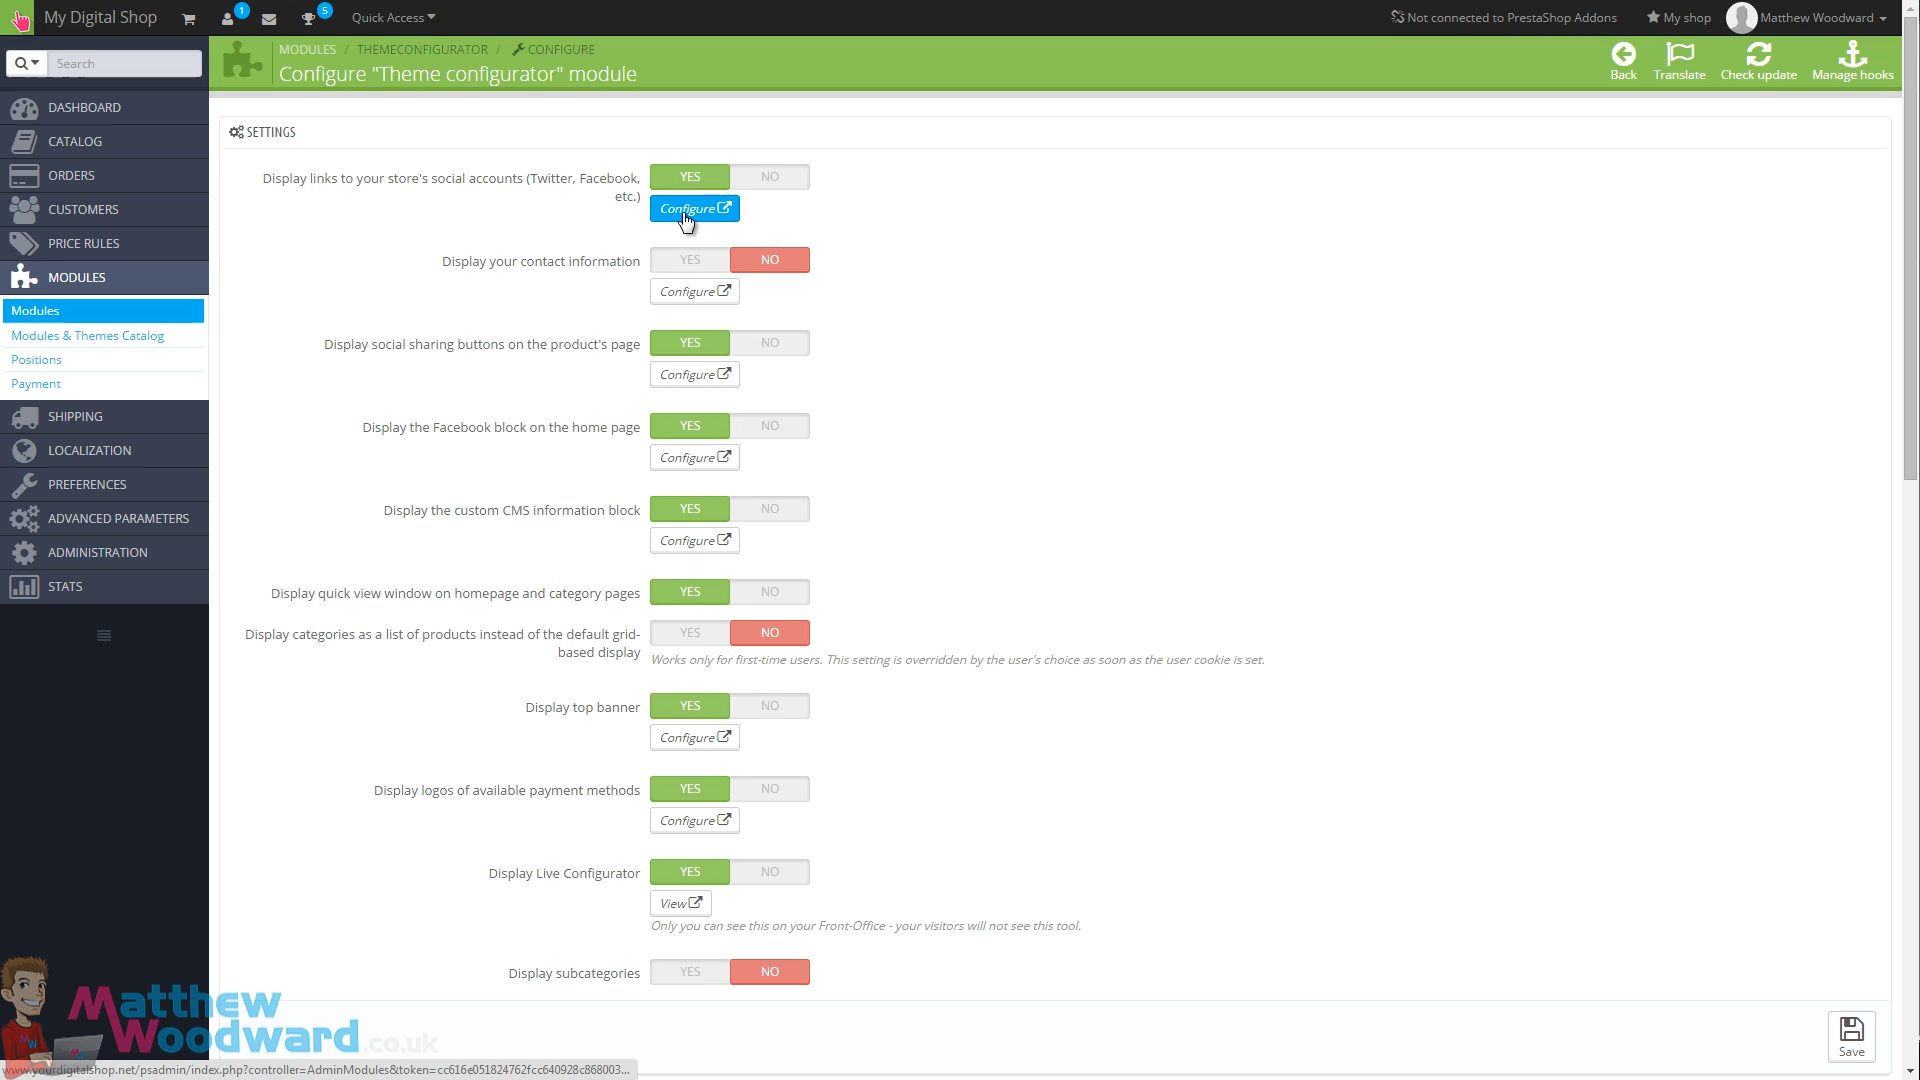 My Digital Shop
1
5
Quick Access
Not connected to PrestaShop Addons
My shop
Matthew Woodward
Search
MODULES / THEMECONFIGURATOR / CONFIGURE
Configure "Theme configurator" module
Back
Translate
Check update
Manage hooks
DASHBOARD
CATALOG
ORDERS
CUSTOMERS
PRICE RULES
MODULES
Modules
Modules & Themes Catalog
Positions
Payment
SHIPPING
LOCALIZATION
PREFERENCES
ADVANCED PARAMETERS
ADMINISTRATION
STATS
SETTINGS
Display links to your store's social accounts (Twitter, Facebook,
etc.)
YES NO
Configure
Display your contact information
YES NO
Configure
Display social sharing buttons on the product's page
YES NO
Configure
Display the Facebook block on the home page
YES NO
Configure
Display the custom CMS information block
YES NO
Configure
Display quick view window on homepage and category pages
YES NO
Display categories as a list of products instead of the default grid-
based display
YES NO
Works only for first-time users. This setting is overridden by the user's choice as soon as the user cookie is set.
Display top banner
YES NO
Configure
Display logos of available payment methods
YES NO
Configure
Display Live Configurator
YES NO
View
Only you can see this on your Front-Office - your visitors will not see this tool.
Display subcategories
YES NO
Save
Matthew
Woodward.co.uk
MW
www.yourdigitalshop.net/psadmin/index.php?controller=AdminModules&token=cc616e051824762fcc640928c868003...